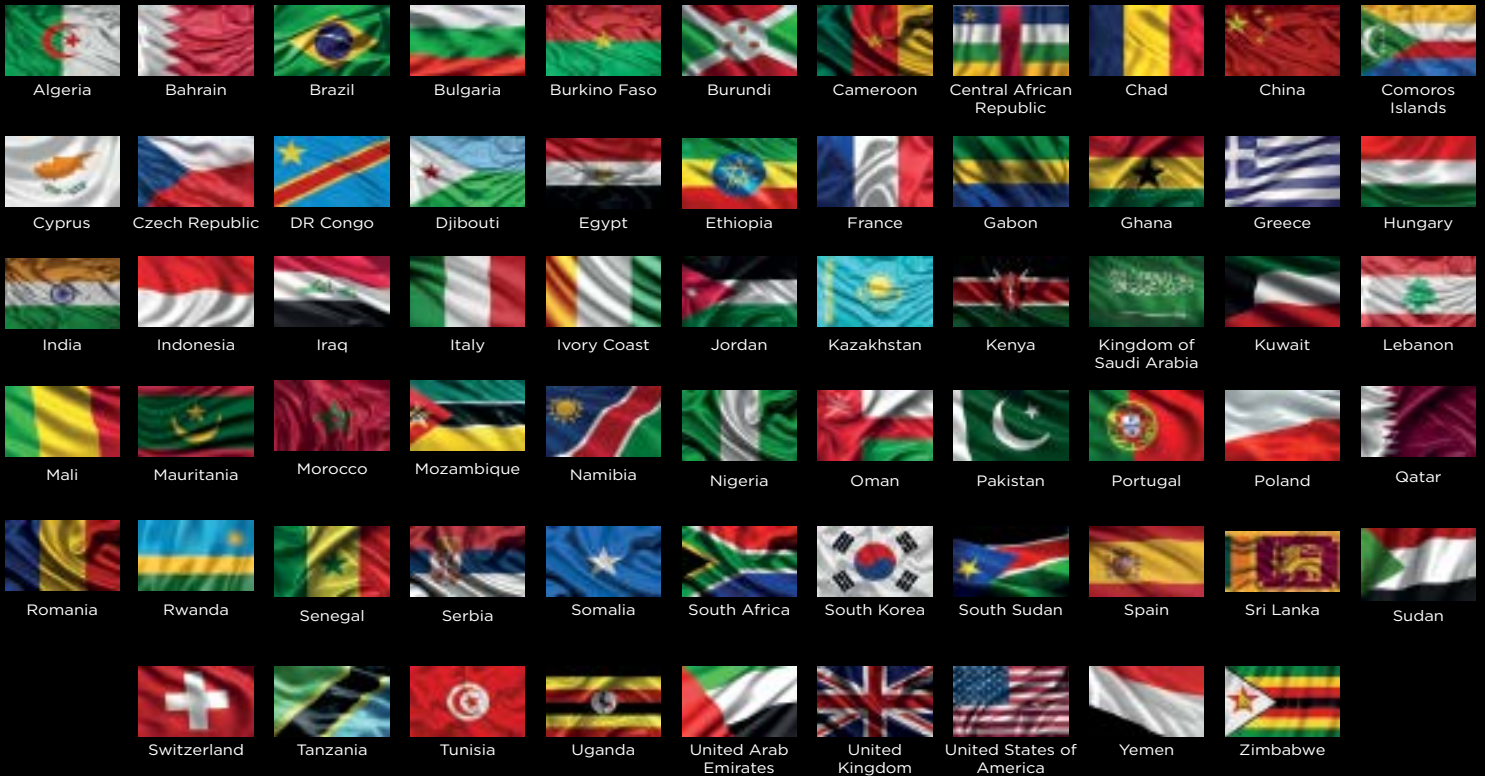 Algeria
Bahrain
Brazil
Bulgaria
Burkino Faso
Burundi
Cameroon
Central African
Republic
Chad
China
Comoros
Islands
Cyprus
Czech Republic
DR Congo
Djibouti
Egypt
Ethiopia
France
Gabon
Ghana
Greece
Hungary
India
Indonesia
Iraq
Italy
Ivory Coast
Jordan
Kazakhstan
Kenya
Kingdom of
Saudi Arabia
Kuwait
Lebanon
Mali
Mauritania
Morocco
Mozambique
Namibia
Nigeria
Oman
Pakistan
Portugal
Poland
Qatar
Romania
Rwanda
Senegal
Serbia
Somalia
South Africa
South Korea
South Sudan
Spain
Sri Lanka
Sudan
Switzerland
Tanzania
Tunisia
Uganda
United Arab
Emirates
United
Kingdom
United States of
America
Yemen
Zimbabwe